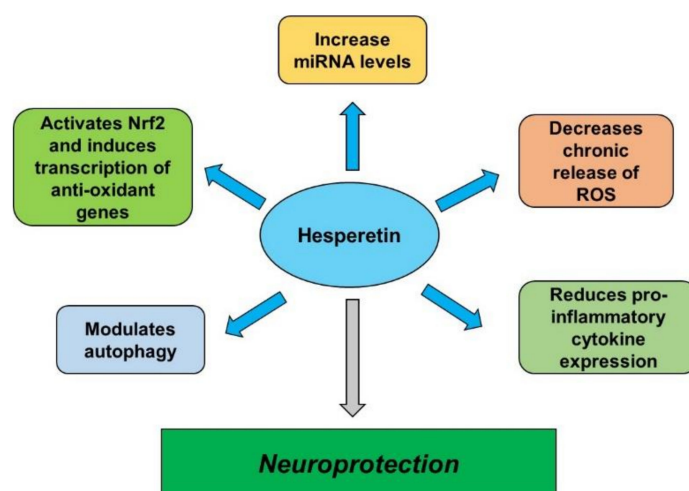 Increase
miRNA levels
Activates Nrf2
and induces
transcription of
anti-oxidant
genes
Decreases
chronic
release of
ROS
Hesperetin
Modulates
autophagy
Reduces pro-
inflammatory
cytokine
expression
Neuroprotection